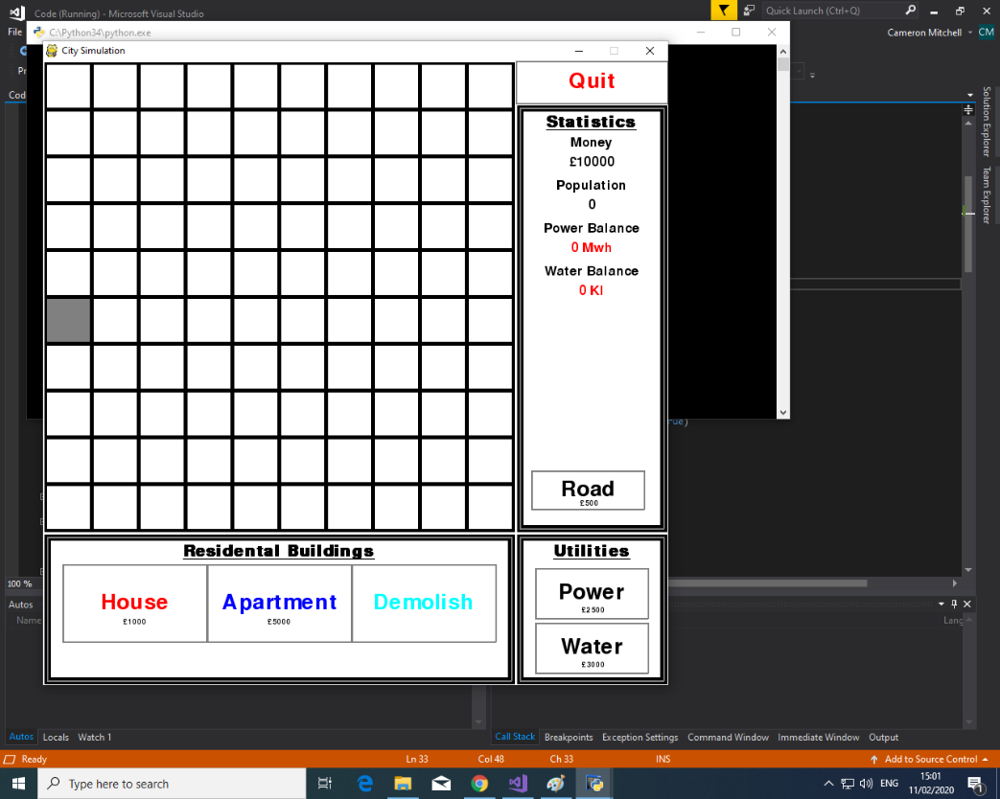 Code (Running) - Microsoft Visual Studio
Quick Launch (Ctrl+Q)
File
C:\Python34\python.exe
Cameron Mitchell
CM
City Simulation
Quit
Statistics
Money
£10000
Population
0
Power Balance
0 Mwh
Water Balance
0 Kl
Solution Explorer
Team Explorer
Road
£500
Residental Buildings
House
£1000
Apartment
£5000
Demolish
Utilities
Power
£2500
Water
£3000
100 %
Autos
Name
Lang
Autos
Locals
Watch 1
Call Stack
Breakpoints
Exception Settings
Command Window
Immediate Window
Output
Ready
Ln 33
Col 48
Ch 33
INS
Add to Source Control
Type here to search
ENG
15:01
11/02/2020
1